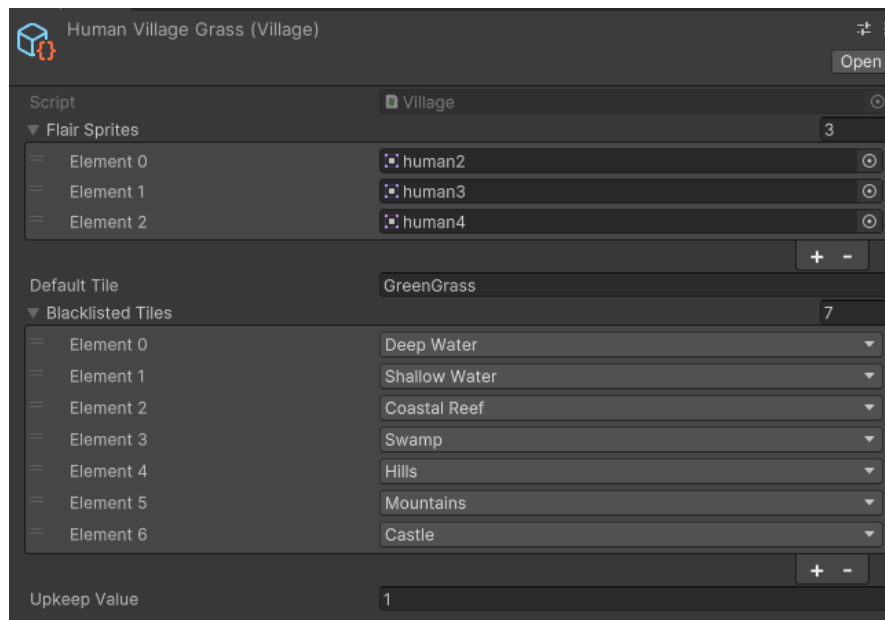 Human Village Grass (Village)
Open
Script Village
Flair Sprites 3
Element 0 human2
Element 1 human3
Element 2 human4
+ -
Default Tile GreenGrass
Blacklisted Tiles 7
Element 0 Deep Water
Element 1 Shallow Water
Element 2 Coastal Reef
Element 3 Swamp
Element 4 Hills
Element 5 Mountains
Element 6 Castle
+ -
Upkeep Value 1